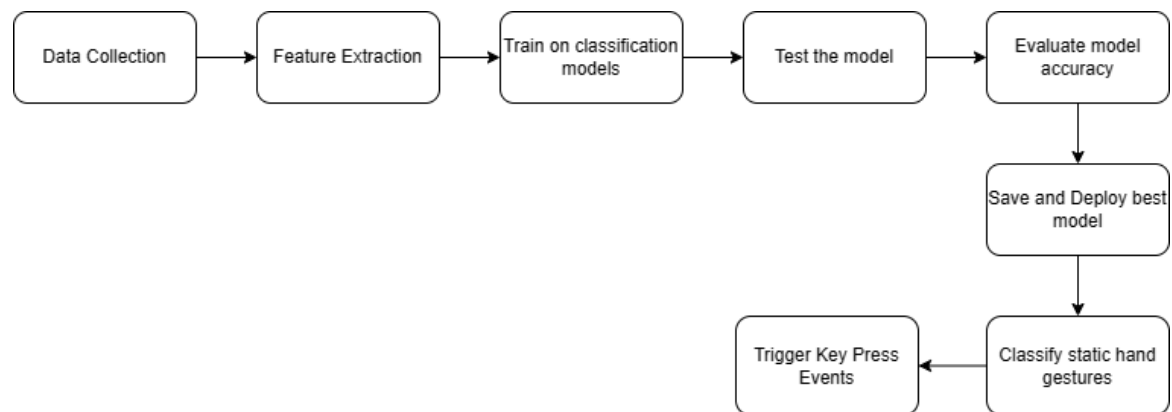 Data Collection
Feature Extraction
Train on classification
models
Test the model
Evaluate model
accuracy
Save and Deploy best
model
Classify static hand
gestures
Trigger Key Press
Events